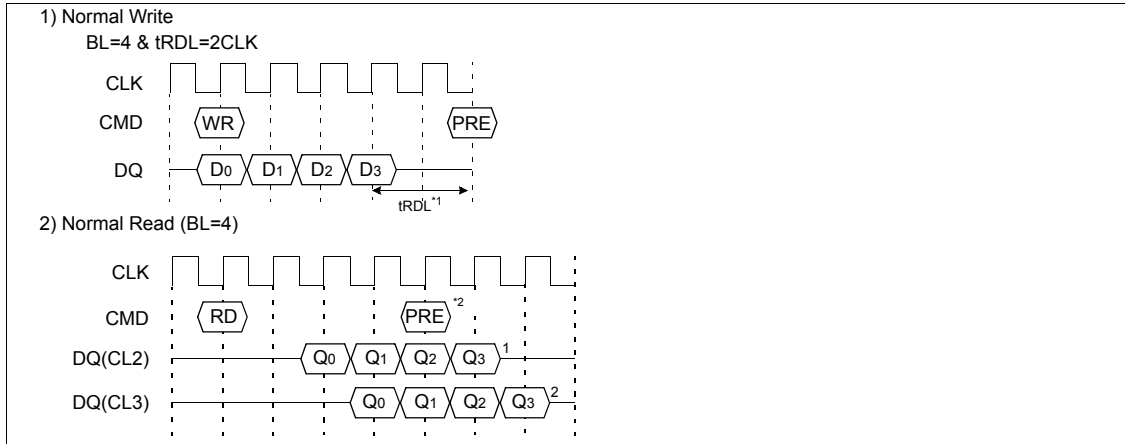 1) Normal Write
BL=4 & tRDL=2CLK
CLK
CMD WR PRE
DQ D0 D1 D2 D3
tRDL*1
2) Normal Read (BL=4)
CLK
CMD RD PRE *2
DQ(CL2) Q0 Q1 Q2 Q3 1
DQ(CL3) Q0 Q1 Q2 Q3 2